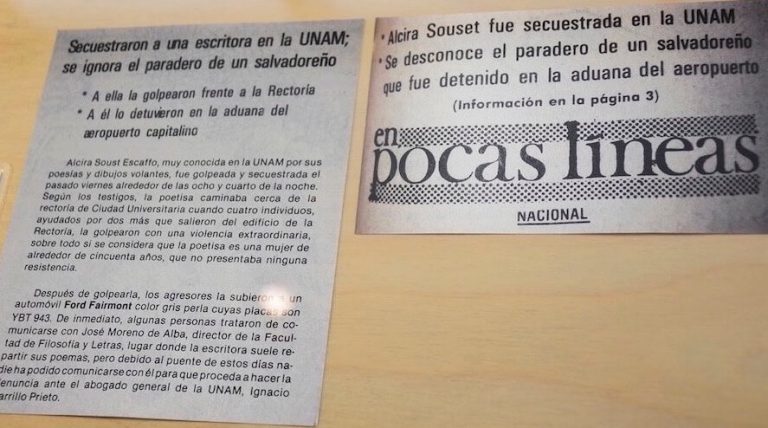 Secuestraron a una escritora en la UNAM;
se ignora el paradero de un salvadoreño
* A ella la golpearon frente a la Rectoría
* A él lo detuvieron en la aduana del
aeropuerto capitalino
Alcira Soust Escaffo, muy conocida en la UNAM por sus
poesías y dibujos volantes, fue golpeada y secuestrada el
pasado viernes alrededor de las ocho y cuarto de la noche.
Según los testigos, la poetisa caminaba cerca de la
rectoría de Ciudad Universitaria cuando cuatro individuos,
ayudados por dos más que salieron del edificio de la
Rectoría, la golpearon con una violencia extraordinaria,
sobre todo si se considera que la poetisa es una mujer de
alrededor de cincuenta años, que no presentaba ninguna
resistencia.
Después de golpearla, los agresores la subieron a un
automóvil Ford Fairmont color gris perla cuyas placas son
YBT 943. De inmediato, algunas personas trataron de co-
municarse con José Moreno de Alba, director de la Facul-
tad de Filosofía y Letras, lugar donde la escritora suele re-
partir sus poemas, pero debido al puente de estos días na-
die ha podido comunicarse con él para que proceda a hacer la
denuncia ante el abogado general de la UNAM, Ignacio
arrillo Prieto.
* Alcira Souset fue secuestrada en la UNAM
* Se desconoce el paradero de un salvadoreño
que fue detenido en la aduana del aeropuerto
(Información en la página 3)
en
pocas líneas
NACIONAL